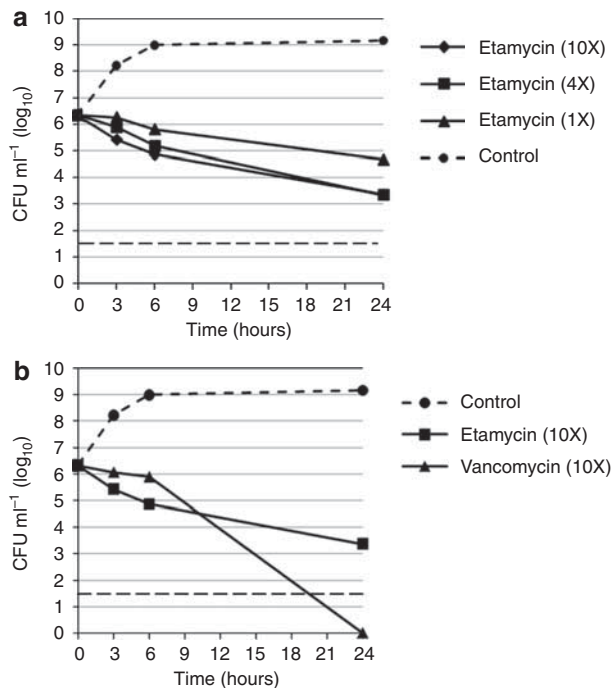 a
10
9
8
7
6
5
4
3
2
1
0
CFU ml⁻¹ (log₁₀)
0 3 6 9 12 15 18 21 24
Time (hours)
Etamycin (10X)
Etamycin (4X)
Etamycin (1X)
Control
b
10
9
8
7
6
5
4
3
2
1
0
CFU ml⁻¹ (log₁₀)
0 3 6 9 12 15 18 21 24
Time (hours)
Control
Etamycin (10X)
Vancomycin (10X)